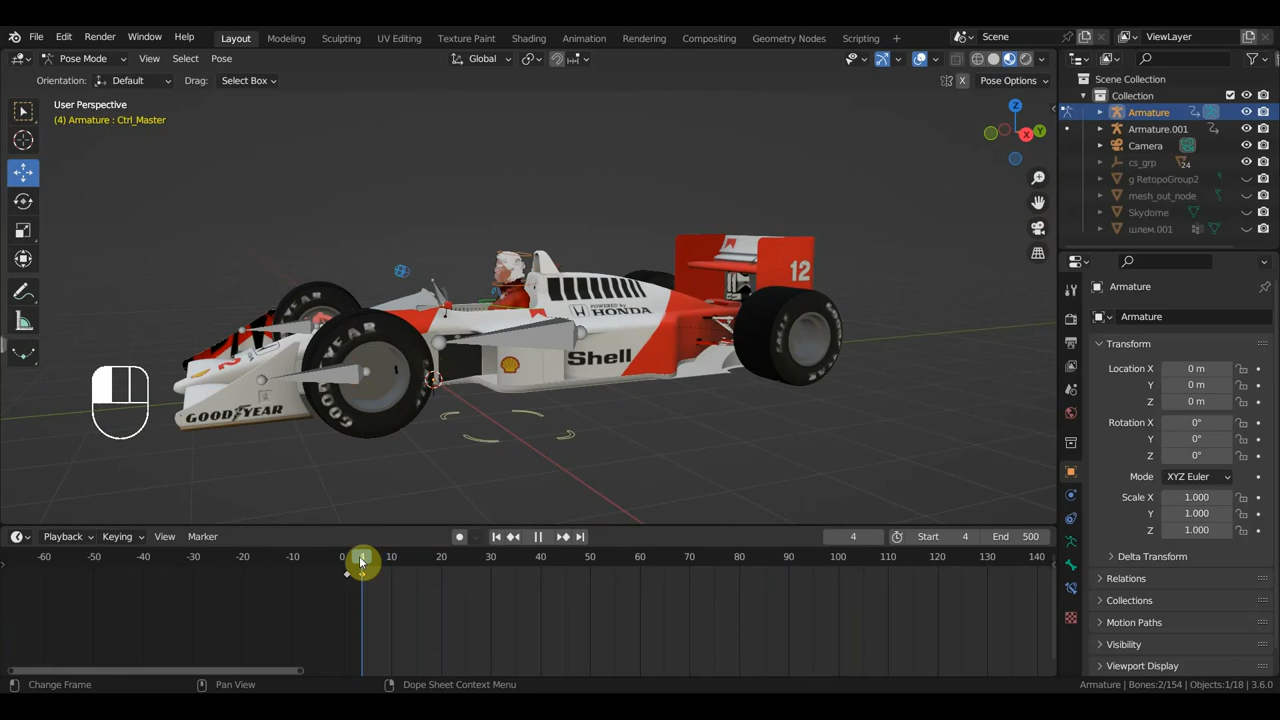 File Edit Render Window Help Layout Modeling Sculpting UV Editing Texture Paint Shading Animation Rendering Compositing Geometry Nodes Scripting + Scene ViewLayer
Pose Mode View Select Pose Global
Orientation: Default Drag: Select Box X Pose Options
User Perspective
(4) Armature : Ctrl_Master
Z
Y
X
12
POWERED by
HONDA
Shell
GOODYEAR
Scene Collection
Collection
Armature
Armature.001
Camera
cs_grp 24
g RetopoGroup2
mesh_out_node
Skydome
шлем.001
Armature
Armature
Transform
Location X 0 m
Y 0 m
Z 0 m
Rotation X 0°
Y 0°
Z 0°
Mode XYZ Euler
Scale X 1.000
Y 1.000
Z 1.000
Delta Transform
Relations
Collections
Motion Paths
Visibility
Viewport Display
Playback Keying View Marker 4 Start 4 End 500
-60 -50 -40 -30 -20 -10 0 4 10 20 30 40 50 60 70 80 90 100 110 120 130 140
Change Frame Pan View Dope Sheet Context Menu Armature | Bones:2/154 | Objects:1/18 | 3.6.0